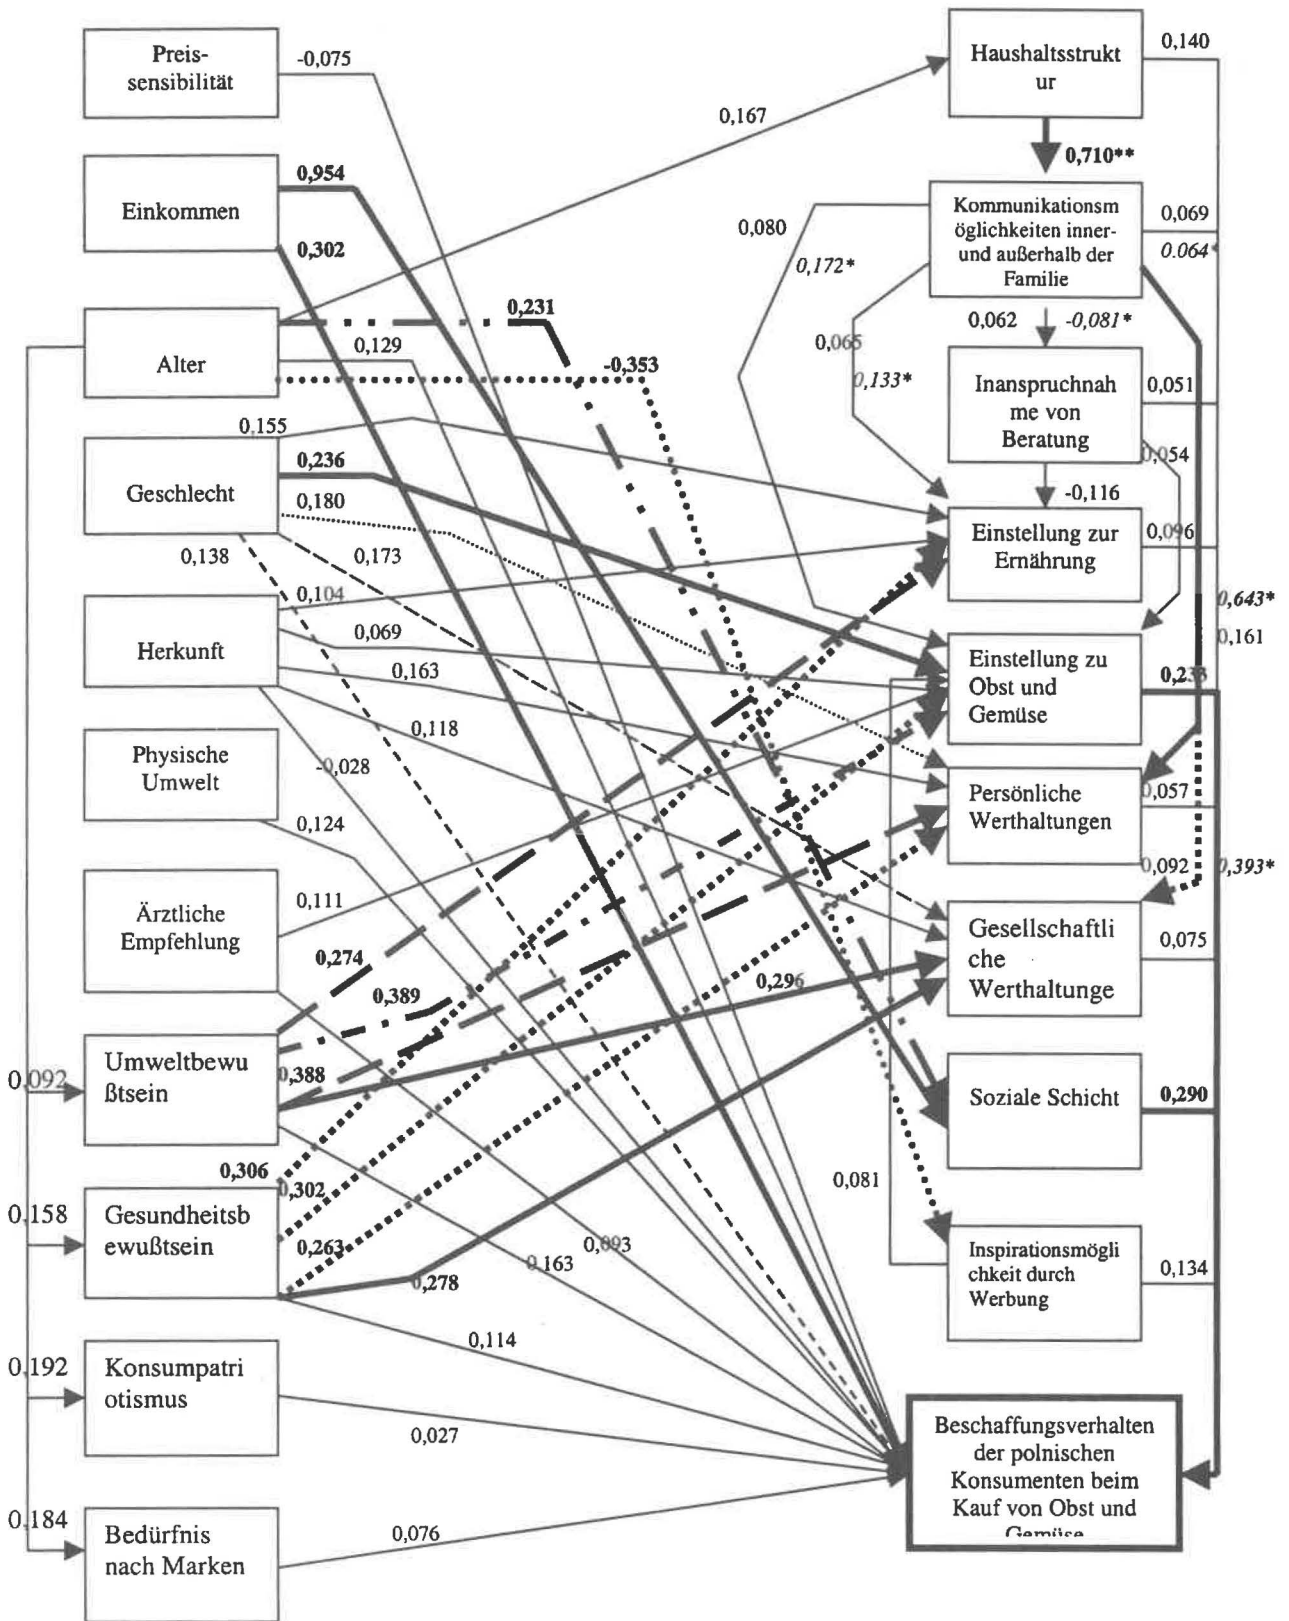 Preis-
sensibilität
-0,075
Einkommen
0,954
0,302
Alter
0,231
0,129
-0,353
0,167
Geschlecht
0,155
0,236
0,180
0,138
0,173
Herkunft
0,104
0,069
0,163
0,118
Physische
Umwelt
-0,028
0,124
Ärztliche
Empfehlung
0,111
Umweltbewu
ßtsein
0,274
0,389
0,388
0,296
0,092
Gesundheitsb
ewußtsein
0,306
0,302
0,263
0,278
0,093
0,163
0,158
0,114
Konsumpatri
otismus
0,192
0,027
Bedürfnis
nach Marken
0,184
0,076
Haushaltsstrukt
ur
0,140
0,710**
Kommunikationsm
öglichkeiten inner-
und außerhalb der
Familie
0,080
0,172*
0,065
0,133*
0,069
0.064
0,062
-0,081*
Inanspruchnah
me von
Beratung
0,051
0,054
-0,116
Einstellung zur
Ernährung
0,096
0,643*
0,161
Einstellung zu
Obst und
Gemüse
0,233
Persönliche
Werthaltungen
0,057
0,092
0,393*
Gesellschaftli
che
Werthaltunge
0,075
Soziale Schicht
0,290
0,081
Inspirationsmögli
chkeit durch
Werbung
0,134
Beschaffungsverhalten
der polnischen
Konsumenten beim
Kauf von Obst und
Gemüse